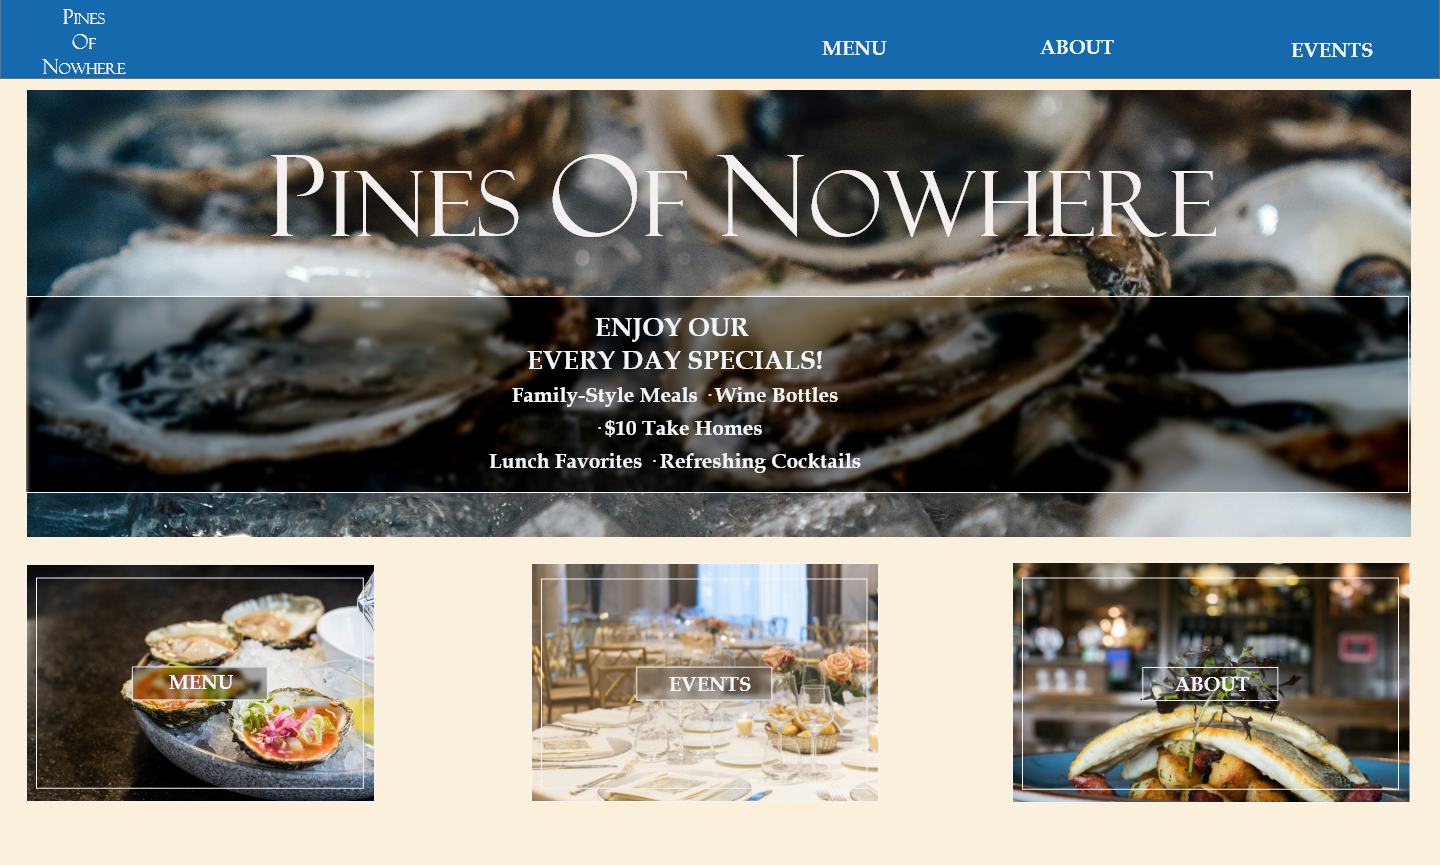 PINES
OF
NOWHERE
MENU ABOUT EVENTS
PINES OF NOWHERE
ENJOY OUR
EVERY DAY SPECIALS!
Family-Style Meals ·Wine Bottles
·$10 Take Homes
Lunch Favorites ·Refreshing Cocktails
MENU EVENTS ABOUT